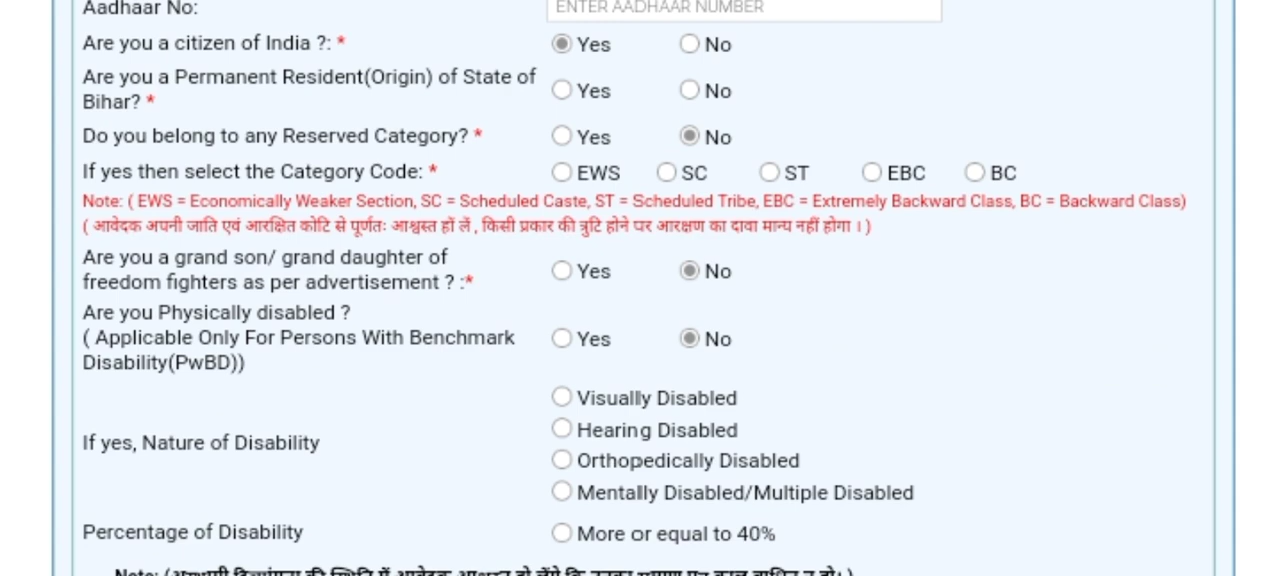 Aadhaar No: ENTER AADHAAR NUMBER
Are you a citizen of India ?: * Yes No
Are you a Permanent Resident(Origin) of State of
Bihar? * Yes No
Do you belong to any Reserved Category? * Yes No
If yes then select the Category Code: * EWS SC ST EBC BC
Note: ( EWS = Economically Weaker Section, SC = Scheduled Caste, ST = Scheduled Tribe, EBC = Extremely Backward Class, BC = Backward Class)
( आवेदक अपनी जाति एवं आरक्षित कोटि से पूर्णतः आश्वस्त हों लें , किसी प्रकार की त्रुटि होने पर आरक्षण का दावा मान्य नहीं होगा । )
Are you a grand son/ grand daughter of
freedom fighters as per advertisement ? :* Yes No
Are you Physically disabled ?
( Applicable Only For Persons With Benchmark Yes No
Disability(PwBD))
Visually Disabled
Hearing Disabled
If yes, Nature of Disability
Orthopedically Disabled
Mentally Disabled/Multiple Disabled
Percentage of Disability More or equal to 40%
Note: